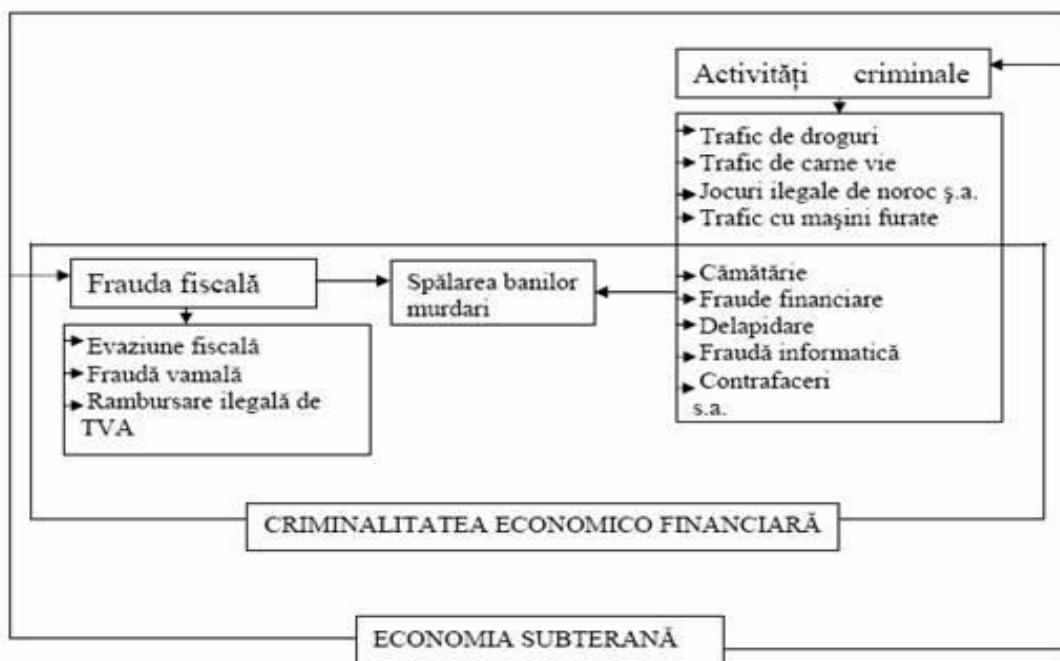 Activități criminale
Trafic de droguri
Trafic de carne vie
Jocuri ilegale de noroc ş.a.
Trafic cu maşini furate
Frauda fiscală
Spălarea banilor
murdari
Cămătărie
Fraude financiare
Delapidare
Fraudă informatică
Contrafaceri
s.a.
Evaziune fiscală
Fraudă vamală
Rambursare ilegală de
TVA
CRIMINALITATEA ECONOMICO FINANCIARĂ
ECONOMIA SUBTERANĂ